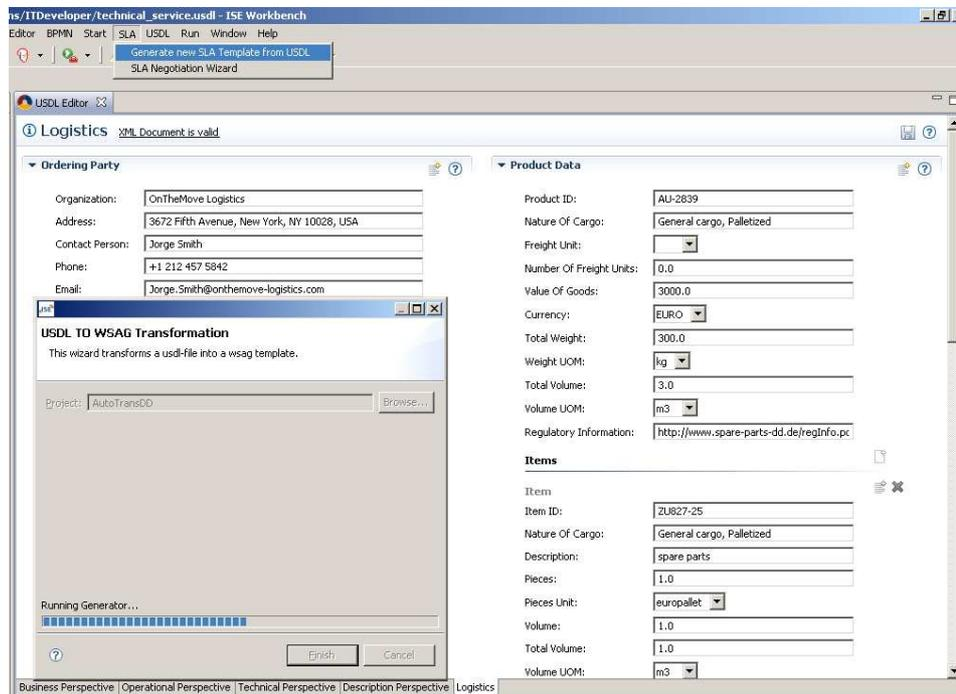 ns/ITDeveloper/technical_service.usdl - ISE Workbench
Editor BPMN Start SLA USDL Run Window Help
Generate new SLA Template from USDL
SLA Negotiation Wizard
USDL Editor
Logistics XML Document is valid
Ordering Party
Organization: OnTheMove Logistics
Address: 3672 Fifth Avenue, New York, NY 10028, USA
Contact Person: Jorge Smith
Phone: +1 212 457 5842
Email: Jorge.Smith@onthemove-logistics.com
USDL TO WSAG Transformation
This wizard transforms a usdl-file into a wsag template.
Project: AutoTransDD Browse...
Running Generator...
Finish Cancel
Product Data
Product ID: AU-2839
Nature Of Cargo: General cargo, Palletized
Freight Unit:
Number Of Freight Units: 0.0
Value Of Goods: 3000.0
Currency: EURO
Total Weight: 300.0
Weight UOM: kg
Total Volume: 3.0
Volume UOM: m3
Regulatory Information: http://www.spare-parts-dd.de/regInfo.pc
Items
Item
Item ID: ZU827-25
Nature Of Cargo: General cargo, Palletized
Description: spare parts
Pieces: 1.0
Pieces Unit: europallet
Volume: 1.0
Total Volume: 1.0
Volume UOM: m3
Business Perspective Operational Perspective Technical Perspective Description Perspective Logistics